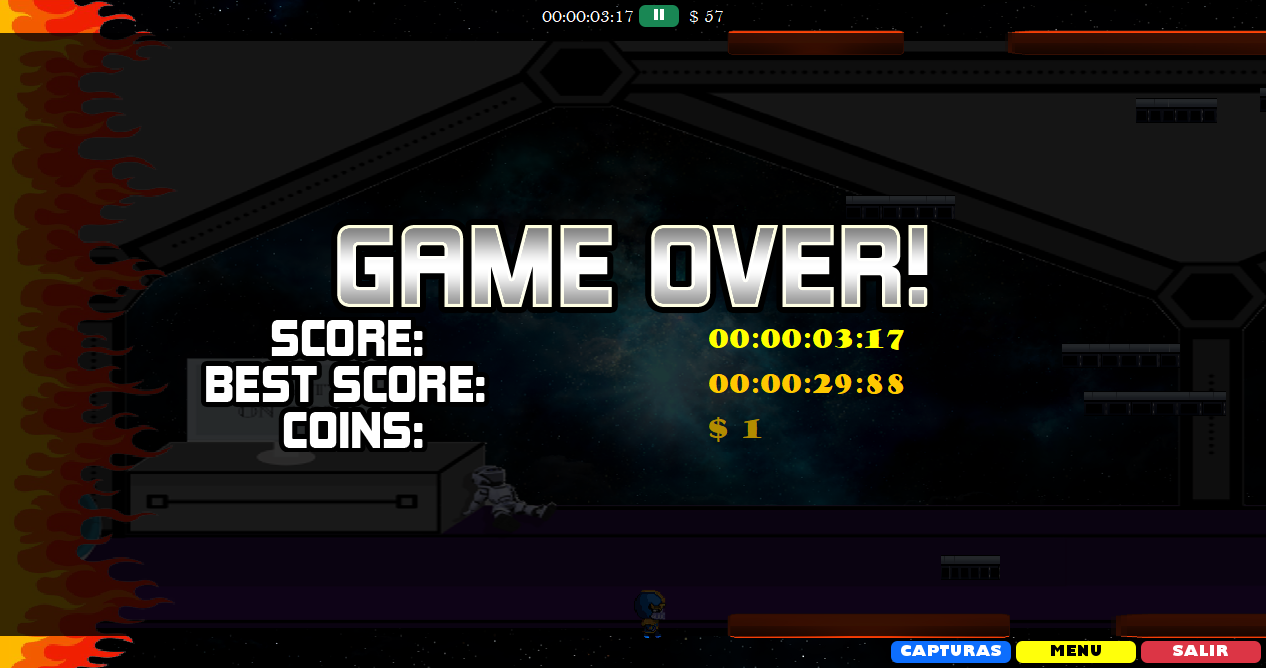 00:00:03:17 $ 57
GAME OVER!
SCORE: 00:00:03:17
BEST SCORE: 00:00:29:88
COINS: $ 1
CAPTURAS MENU SALIR